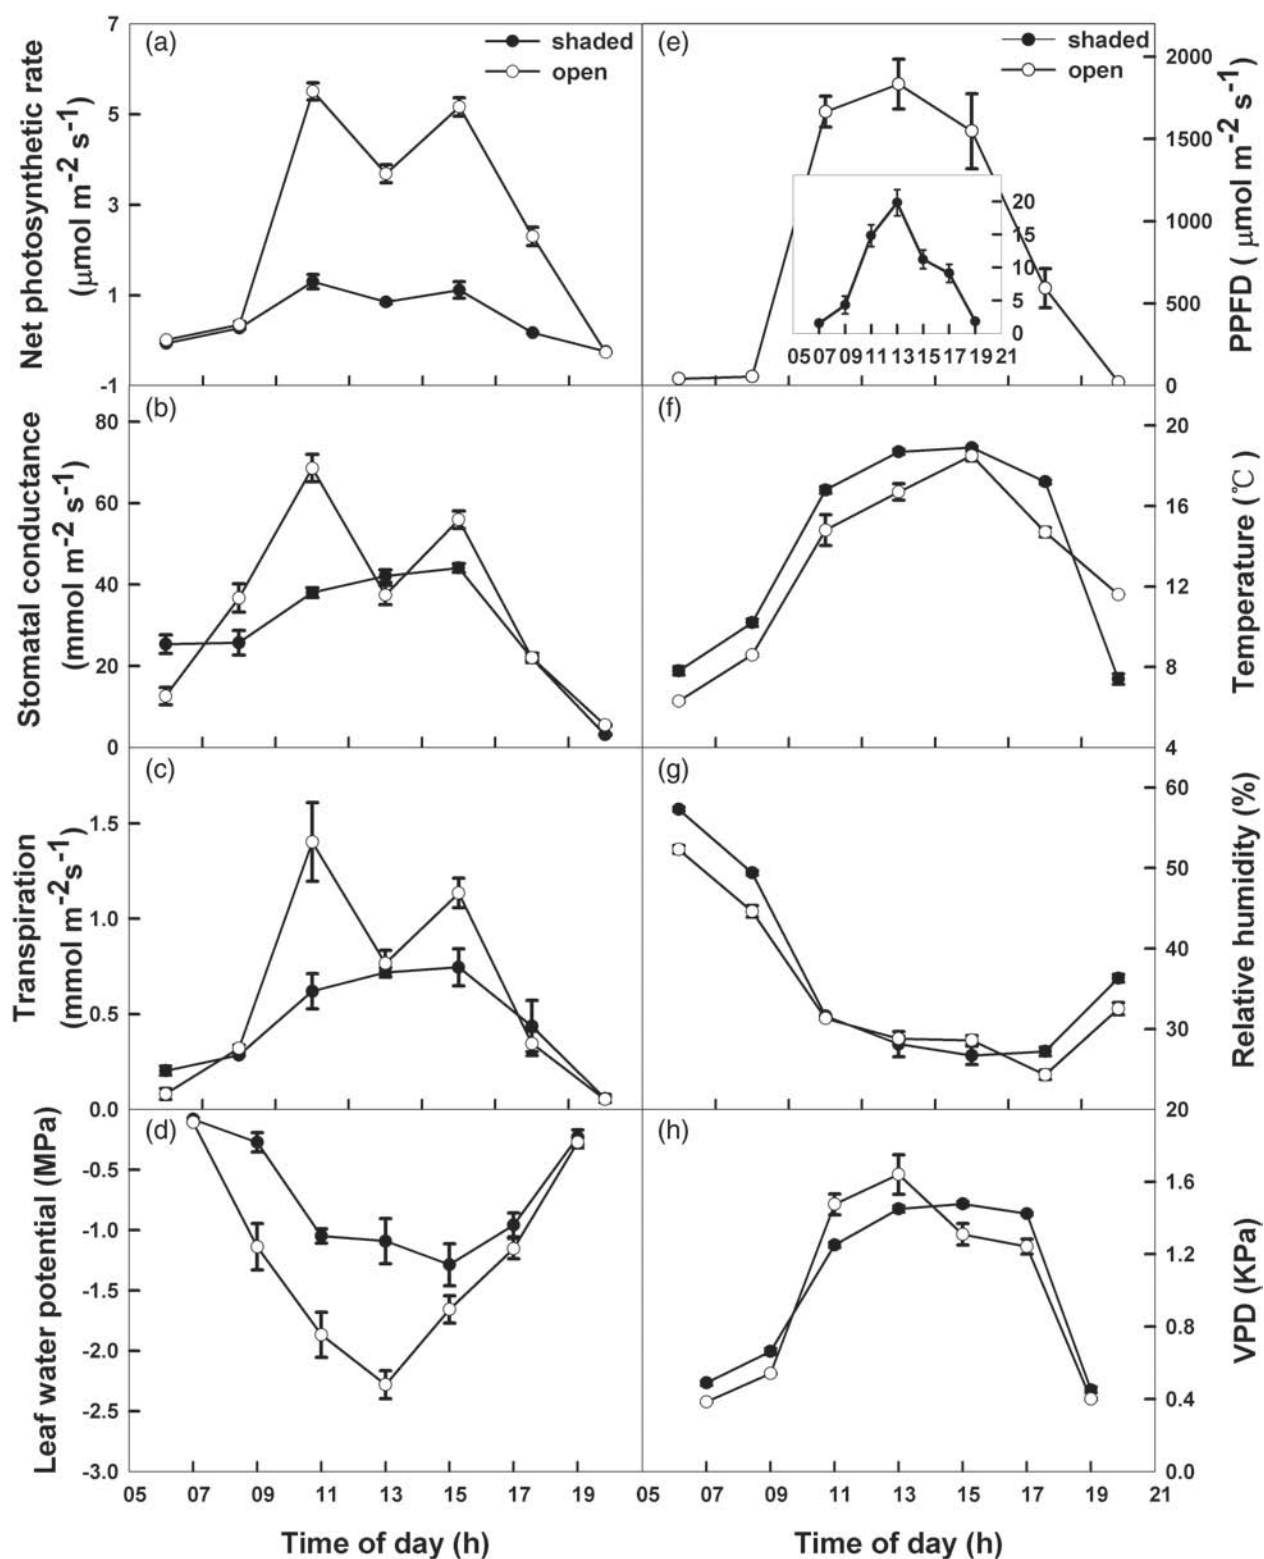 (a)
shaded
open
Net photosynthetic rate
(μmol m-2 s-1)
7
5
3
1
-1
(e)
shaded
open
PPFD ( μmol m-2 s-1)
2000
1500
1000
500
0
20
15
10
5
0
05 07 09 11 13 15 17 19 21
(b)
Stomatal conductance
(mmol m-2 s-1)
80
60
40
20
0
(f)
Temperature (℃)
20
16
12
8
4
(c)
Transpiration
(mmol m-2s-1)
1.5
1.0
0.5
0.0
(g)
Relative humidity (%)
60
50
40
30
20
(d)
Leaf water potential (MPa)
-0.5
-1.0
-1.5
-2.0
-2.5
-3.0
(h)
VPD (KPa)
1.6
1.2
0.8
0.4
0.0
05 07 09 11 13 15 17 19
05 07 09 11 13 15 17 19 21
Time of day (h)
Time of day (h)